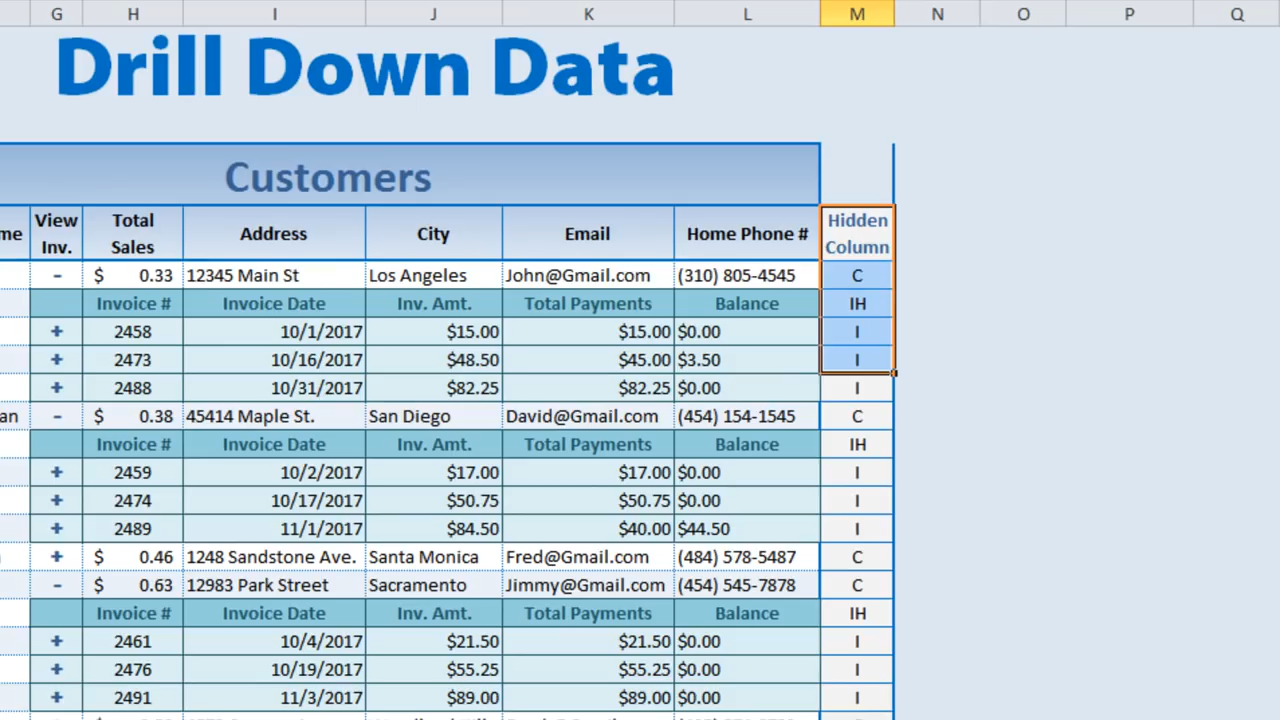 G H I J K L M N O P Q
Drill Down Data
Customers
me View Inv. Total Sales Address City Email Home Phone # Hidden Column
- $ 0.33 12345 Main St Los Angeles John@Gmail.com (310) 805-4545 C
Invoice # Invoice Date Inv. Amt. Total Payments Balance IH
+ 2458 10/1/2017 $15.00 $15.00 $0.00 I
+ 2473 10/16/2017 $48.50 $45.00 $3.50 I
+ 2488 10/31/2017 $82.25 $82.25 $0.00 I
an - $ 0.38 45414 Maple St. San Diego David@Gmail.com (454) 154-1545 C
Invoice # Invoice Date Inv. Amt. Total Payments Balance IH
+ 2459 10/2/2017 $17.00 $17.00 $0.00 I
+ 2474 10/17/2017 $50.75 $50.75 $0.00 I
+ 2489 11/1/2017 $84.50 $40.00 $44.50 I
+ $ 0.46 1248 Sandstone Ave. Santa Monica Fred@Gmail.com (484) 578-5487 C
- $ 0.63 12983 Park Street Sacramento Jimmy@Gmail.com (454) 545-7878 C
Invoice # Invoice Date Inv. Amt. Total Payments Balance IH
+ 2461 10/4/2017 $21.50 $21.50 $0.00 I
+ 2476 10/19/2017 $55.25 $55.25 $0.00 I
+ 2491 11/3/2017 $89.00 $89.00 $0.00 I